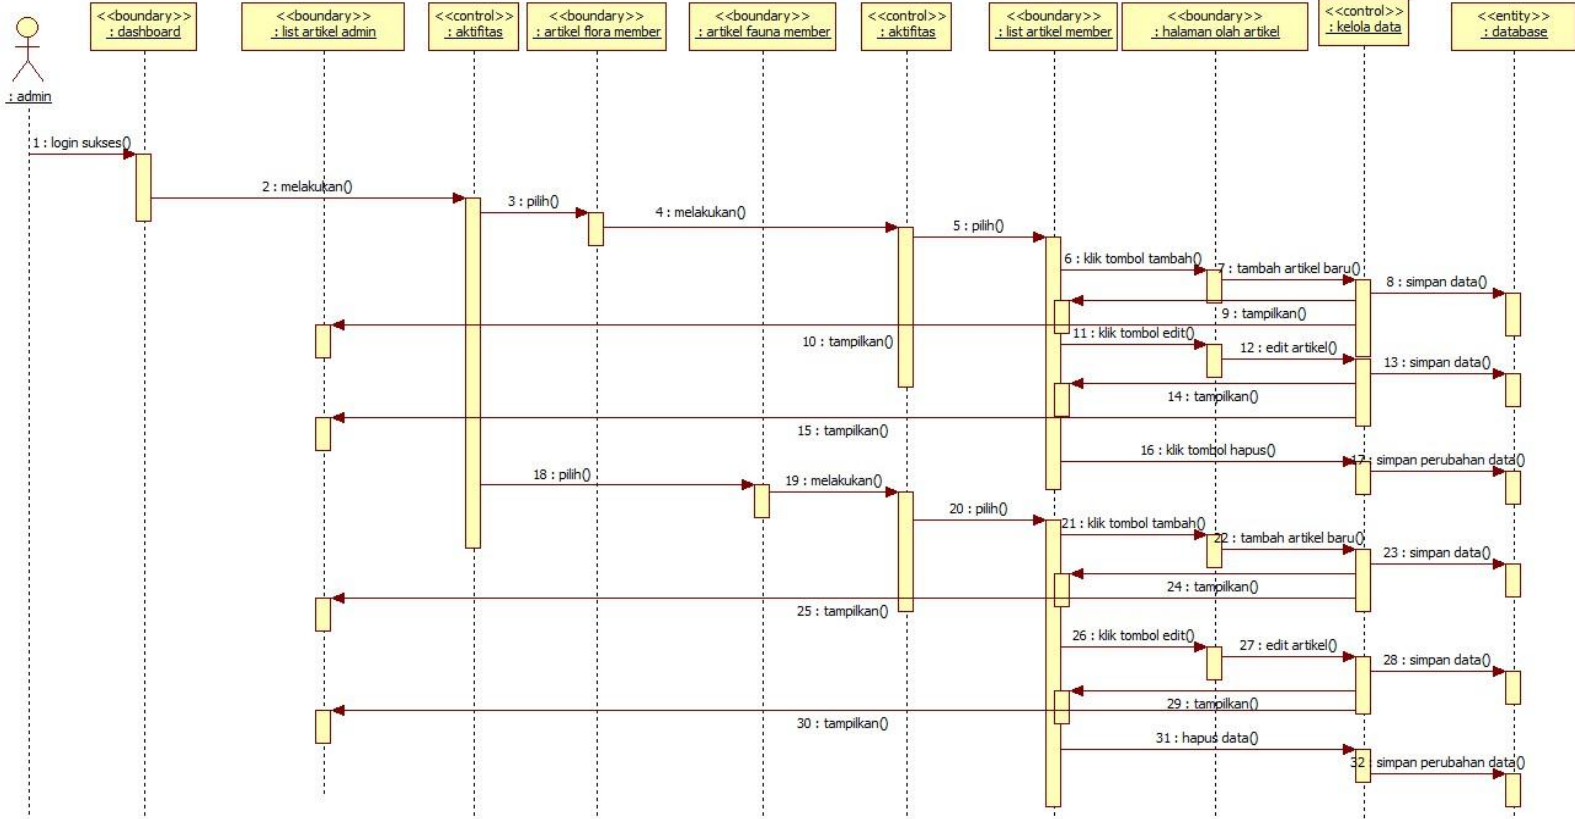 <<boundary>>
: dashboard
<<boundary>>
: list artikel admin
<<control>>
: aktifitas
<<boundary>>
: artikel flora member
<<boundary>>
: artikel fauna member
<<control>>
: aktifitas
<<boundary>>
: list artikel member
<<boundary>>
: halaman olah artikel
<<control>>
: kelola data
<<entity>>
: database
: admin
1 : login sukses()
2 : melakukan()
3 : pilih()
4 : melakukan()
5 : pilih()
6 : klik tombol tambah()
7 : tambah artikel baru()
8 : simpan data()
9 : tampilkan()
10 : tampilkan()
11 : klik tombol edit()
12 : edit artikel()
13 : simpan data()
14 : tampilkan()
15 : tampilkan()
16 : klik tombol hapus()
17 : simpan perubahan data()
18 : pilih()
19 : melakukan()
20 : pilih()
21 : klik tombol tambah()
22 : tambah artikel baru()
23 : simpan data()
24 : tampilkan()
25 : tampilkan()
26 : klik tombol edit()
27 : edit artikel()
28 : simpan data()
29 : tampilkan()
30 : tampilkan()
31 : hapus data()
32 : simpan perubahan data()